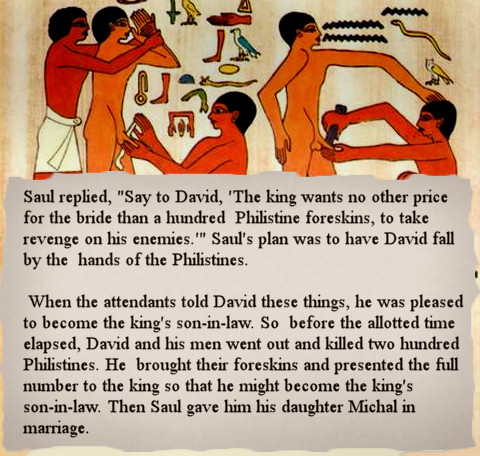 Saul replied, "Say to David, 'The king wants no other price
for the bride than a hundred Philistine foreskins, to take
revenge on his enemies.'" Saul's plan was to have David fall
by the hands of the Philistines.
When the attendants told David these things, he was pleased
to become the king's son-in-law. So before the allotted time
elapsed, David and his men went out and killed two hundred
Philistines. He brought their foreskins and presented the full
number to the king so that he might become the king's
son-in-law. Then Saul gave him his daughter Michal in
marriage.